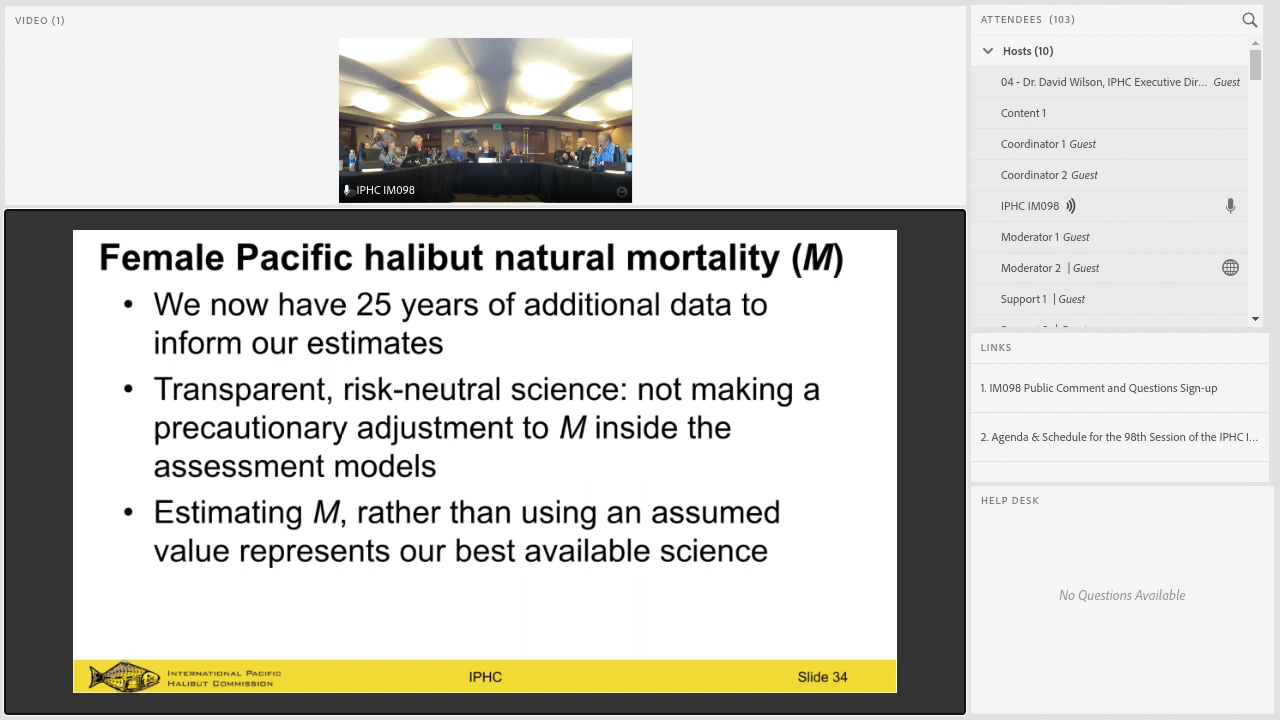 VIDEO (1)
IPHC IM098
Female Pacific halibut natural mortality (M)
• We now have 25 years of additional data to
inform our estimates
• Transparent, risk-neutral science: not making a
precautionary adjustment to M inside the
assessment models
• Estimating M, rather than using an assumed
value represents our best available science
INTERNATIONAL PACIFIC
HALIBUT COMMISSION
IPHC
Slide 34
ATTENDEES (103)
Hosts (10)
04 - Dr. David Wilson, IPHC Executive Dir... Guest
Content 1
Coordinator 1 Guest
Coordinator 2 Guest
IPHC IM098
Moderator 1 Guest
Moderator 2 | Guest
Support 1 | Guest
LINKS
1. IM098 Public Comment and Questions Sign-up
2. Agenda & Schedule for the 98th Session of the IPHC I...
HELP DESK
No Questions Available